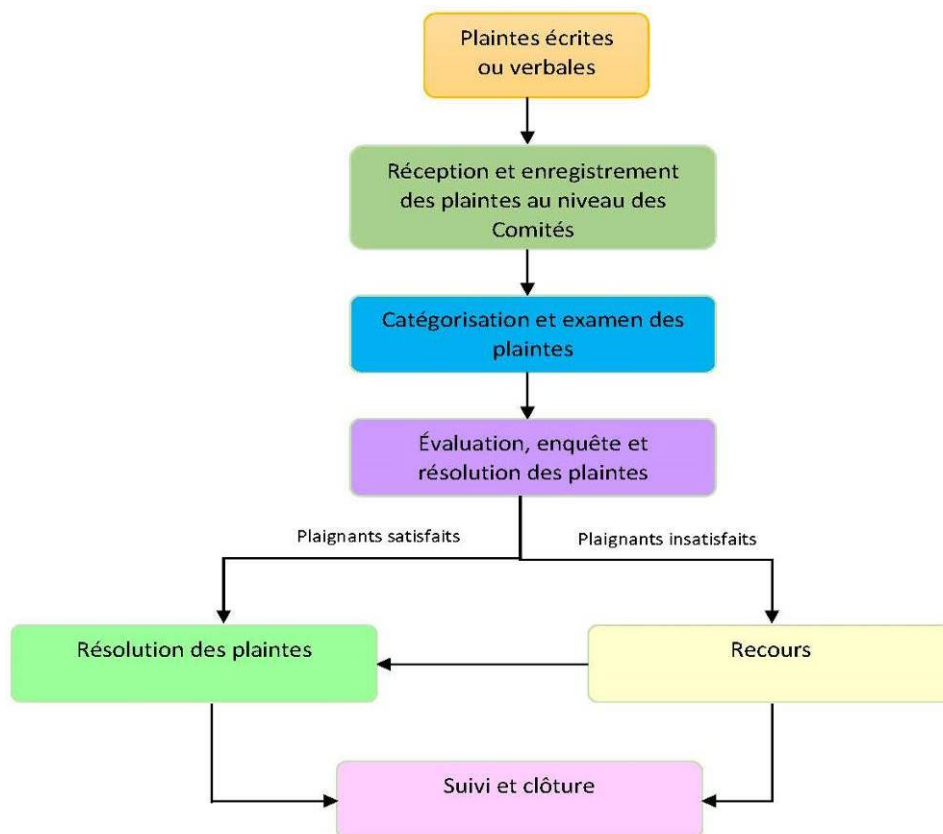 Plaintes écrites
ou verbales
Réception et enregistrement
des plaintes au niveau des
Comités
Catégorisation et examen des
plaintes
Évaluation, enquête et
résolution des plaintes
Plaignants satisfaits
Plaignants insatisfaits
Résolution des plaintes
Recours
Suivi et clôture